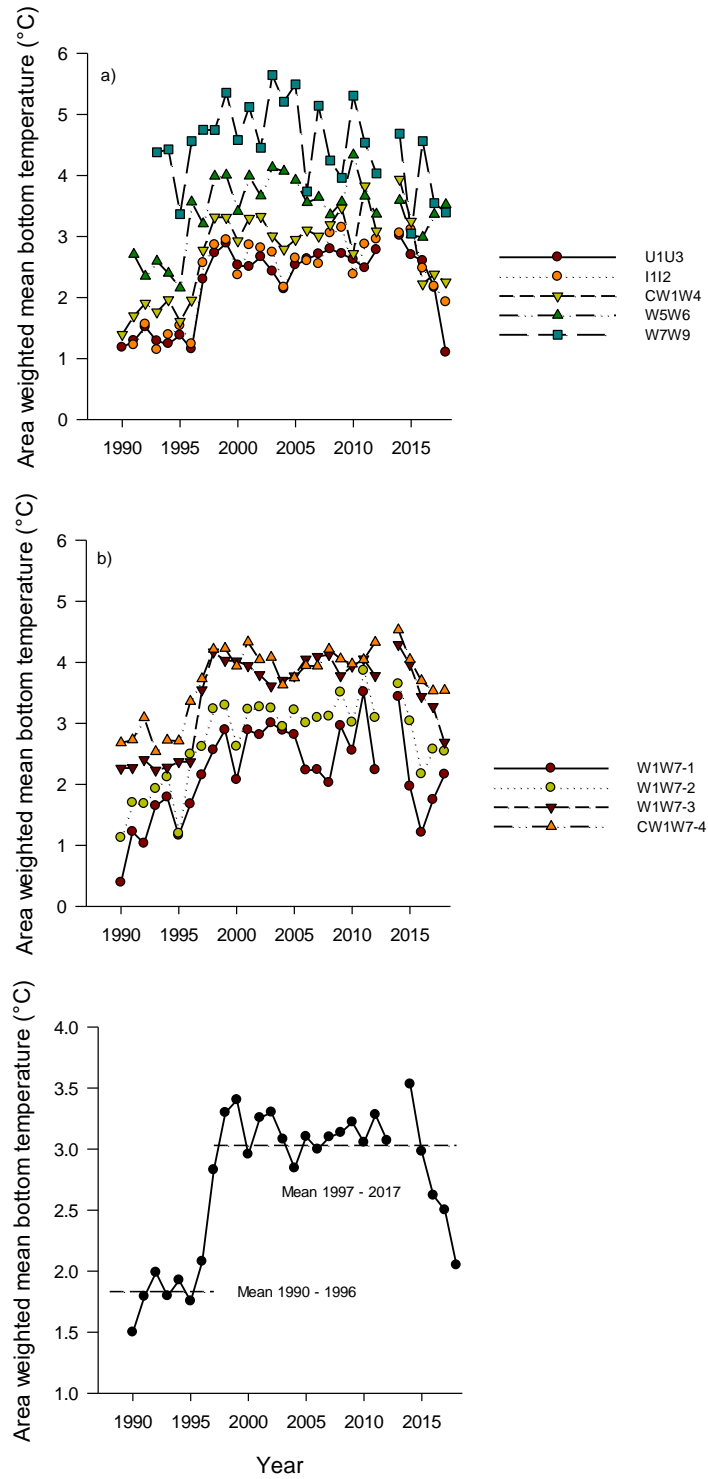 Area weighted mean bottom temperature (°C)
6
5
4
3
2
1
0
a)
1990 1995 2000 2005 2010 2015
U1U3
I1I2
CW1W4
W5W6
W7W9
Area weighted mean bottom temperature (°C)
6
5
4
3
2
1
0
b)
1990 1995 2000 2005 2010 2015
W1W7-1
W1W7-2
W1W7-3
CW1W7-4
Area weighted mean bottom temperature (°C)
4.0
3.5
3.0
2.5
2.0
1.5
1.0
Mean 1997 - 2017
Mean 1990 - 1996
1990 1995 2000 2005 2010 2015
Year